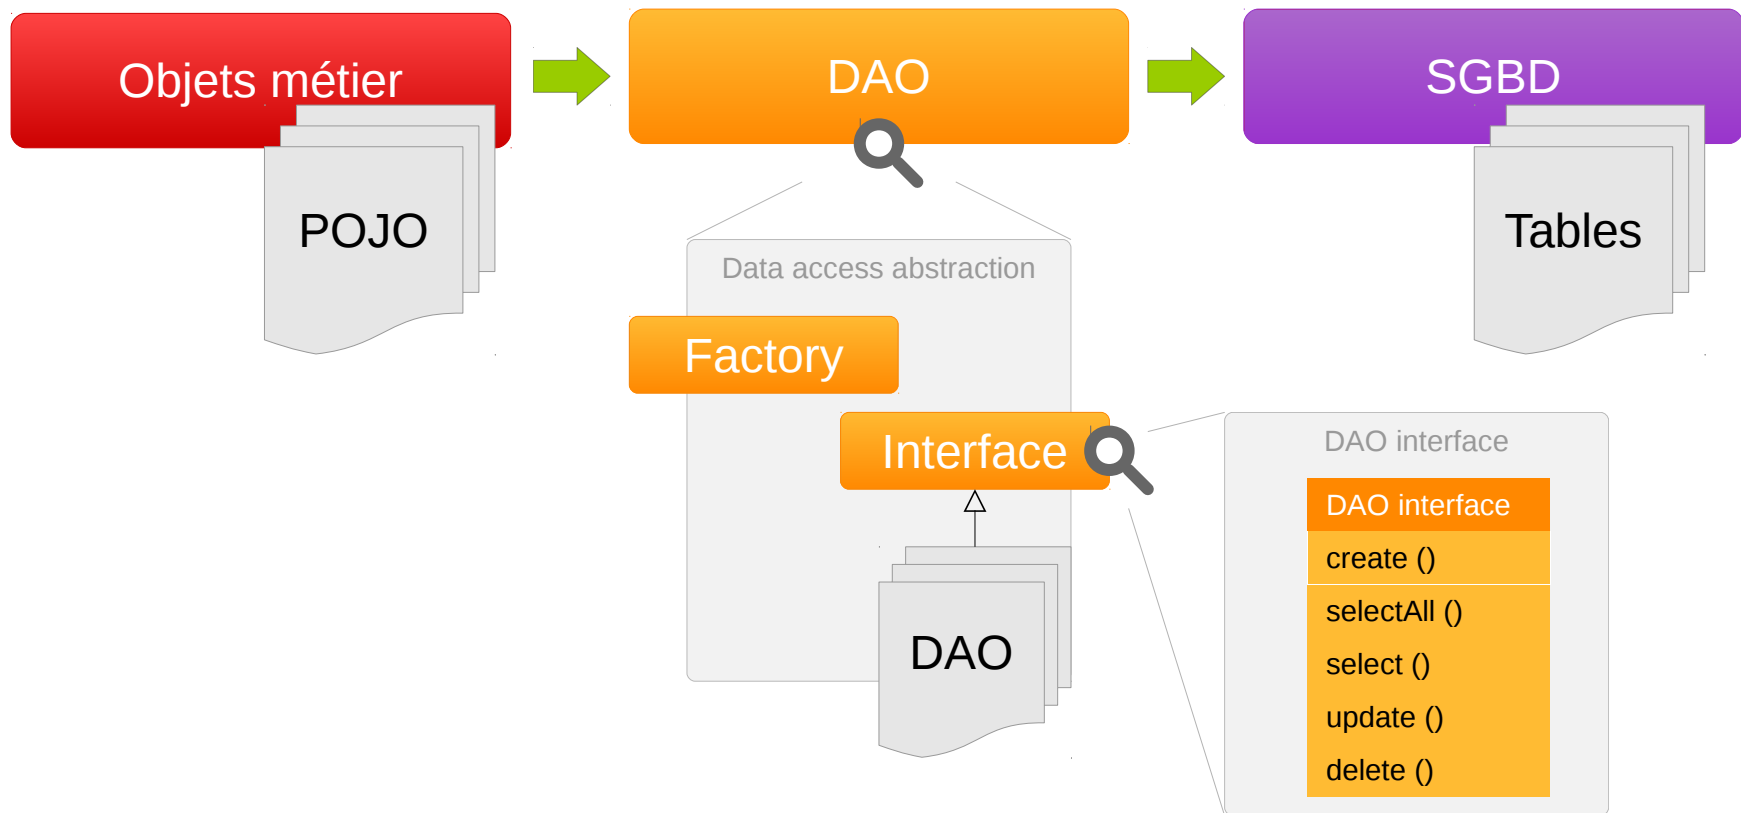 Objets métier
DAO
SGBD
POJO
Tables
Data access abstraction
Factory
Interface
DAO
DAO interface
DAO interface
create ()
selectAll ()
select ()
update ()
delete ()